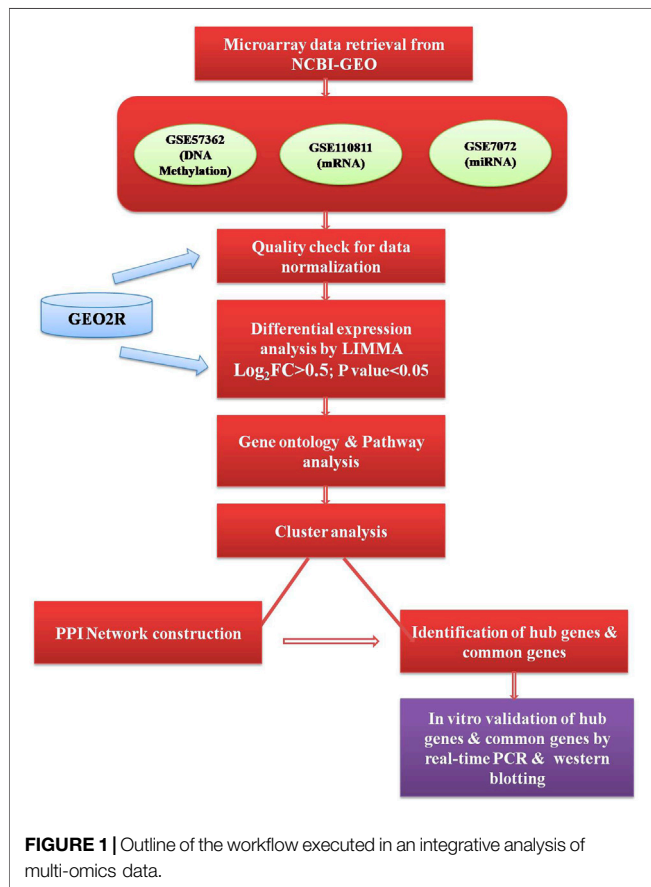 Microarray data retrieval from
NCBI-GEO
GSE57362
(DNA
Methylation)
GSE110811
(mRNA)
GSE7072
(miRNA)
Quality check for data
normalization
GEO2R
Differential expression
analysis by LIMMA
Log₂FC>0.5; P value<0.05
Gene ontology & Pathway
analysis
Cluster analysis
PPI Network construction
Identification of hub genes &
common genes
In vitro validation of hub
genes & common genes by
real-time PCR & western
blotting
FIGURE 1 | Outline of the workflow executed in an integrative analysis of
multi-omics data.